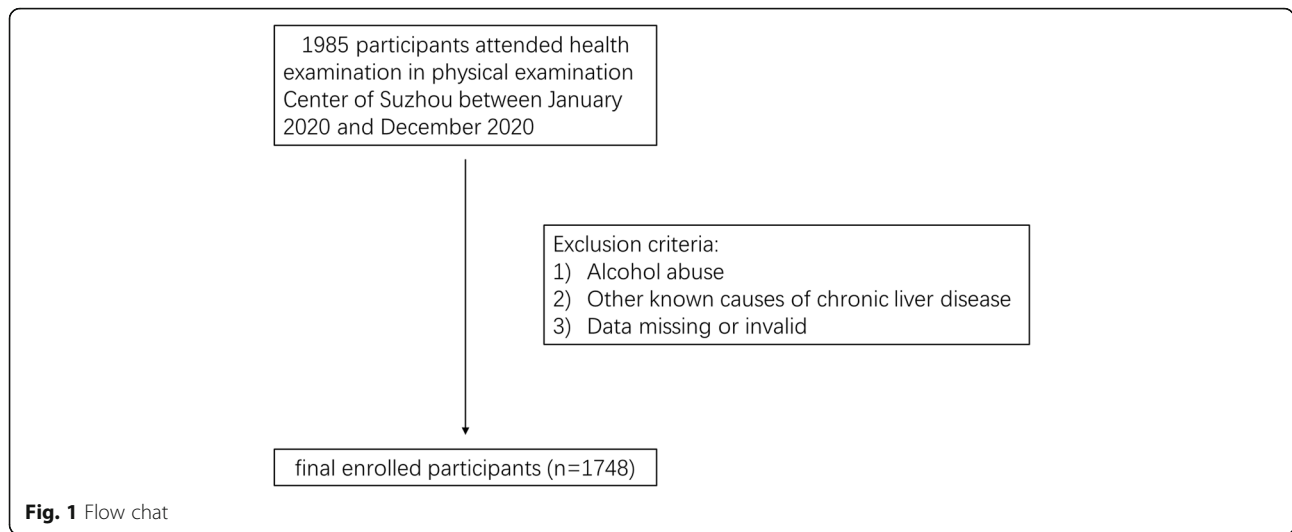 1985 participants attended health
examination in physical examination
Center of Suzhou between January
2020 and December 2020
Exclusion criteria:
1) Alcohol abuse
2) Other known causes of chronic liver disease
3) Data missing or invalid
final enrolled participants (n=1748)
Fig. 1 Flow chat